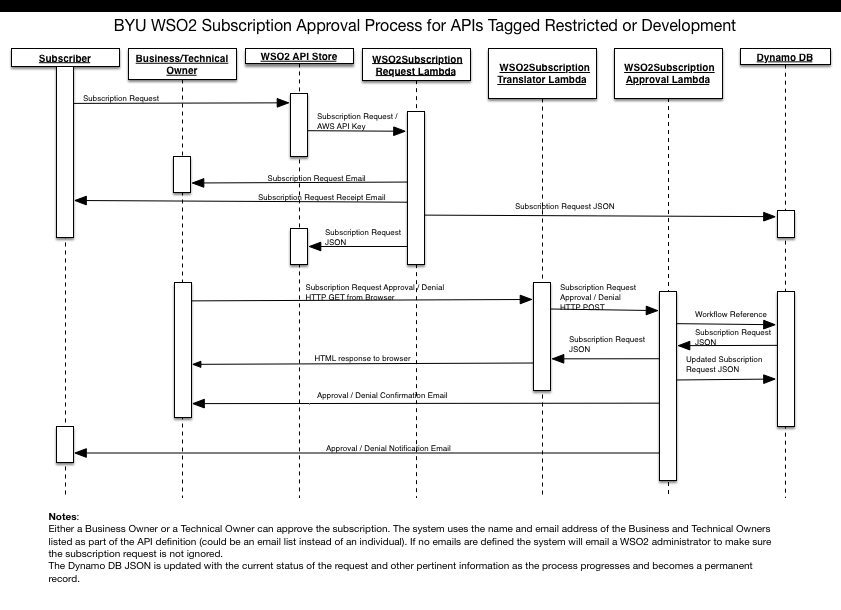 BYU WSO2 Subscription Approval Process for APIs Tagged Restricted or Development
Subscriber
Business/Technical
Owner
WSO2 API Store
WSO2Subscription
Request Lambda
WSO2Subscription
Translator Lambda
WSO2Subscription
Approval Lambda
Dynamo DB
Subscription Request
Subscription Request /
AWS API Key
Subscription Request Email
Subscription Request Receipt Email
Subscription Request JSON
Subscription Request
JSON
Subscription Request Approval / Denial
HTTP GET from Browser
Subscription Request
Approval / Denial
HTTP POST
Workflow Reference
Subscription Request
JSON
Subscription Request
JSON
HTML response to browser
Updated Subscription
Request JSON
Approval / Denial Confirmation Email
Approval / Denial Notification Email
Notes:
Either a Business Owner or a Technical Owner can approve the subscription. The system uses the name and email address of the Business and Technical Owners
listed as part of the API definition (could be an email list instead of an individual). If no emails are defined the system will email a WSO2 administrator to make sure
the subscription request is not ignored.
The Dynamo DB JSON is updated with the current status of the request and other pertinent information as the process progresses and becomes a permanent
record.